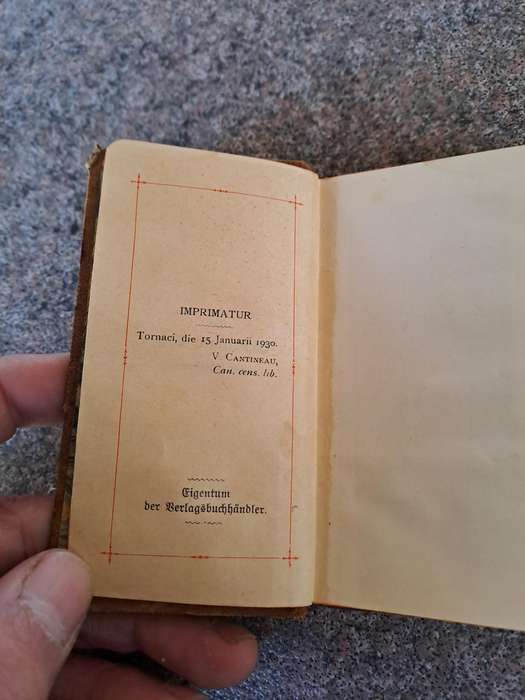 IMPRIMATUR
Tornaci, die 15 Januarii 1930.
V CANTINEAU,
Can. cens. lib.
Eigentum
der Verlagsbuchhändler.